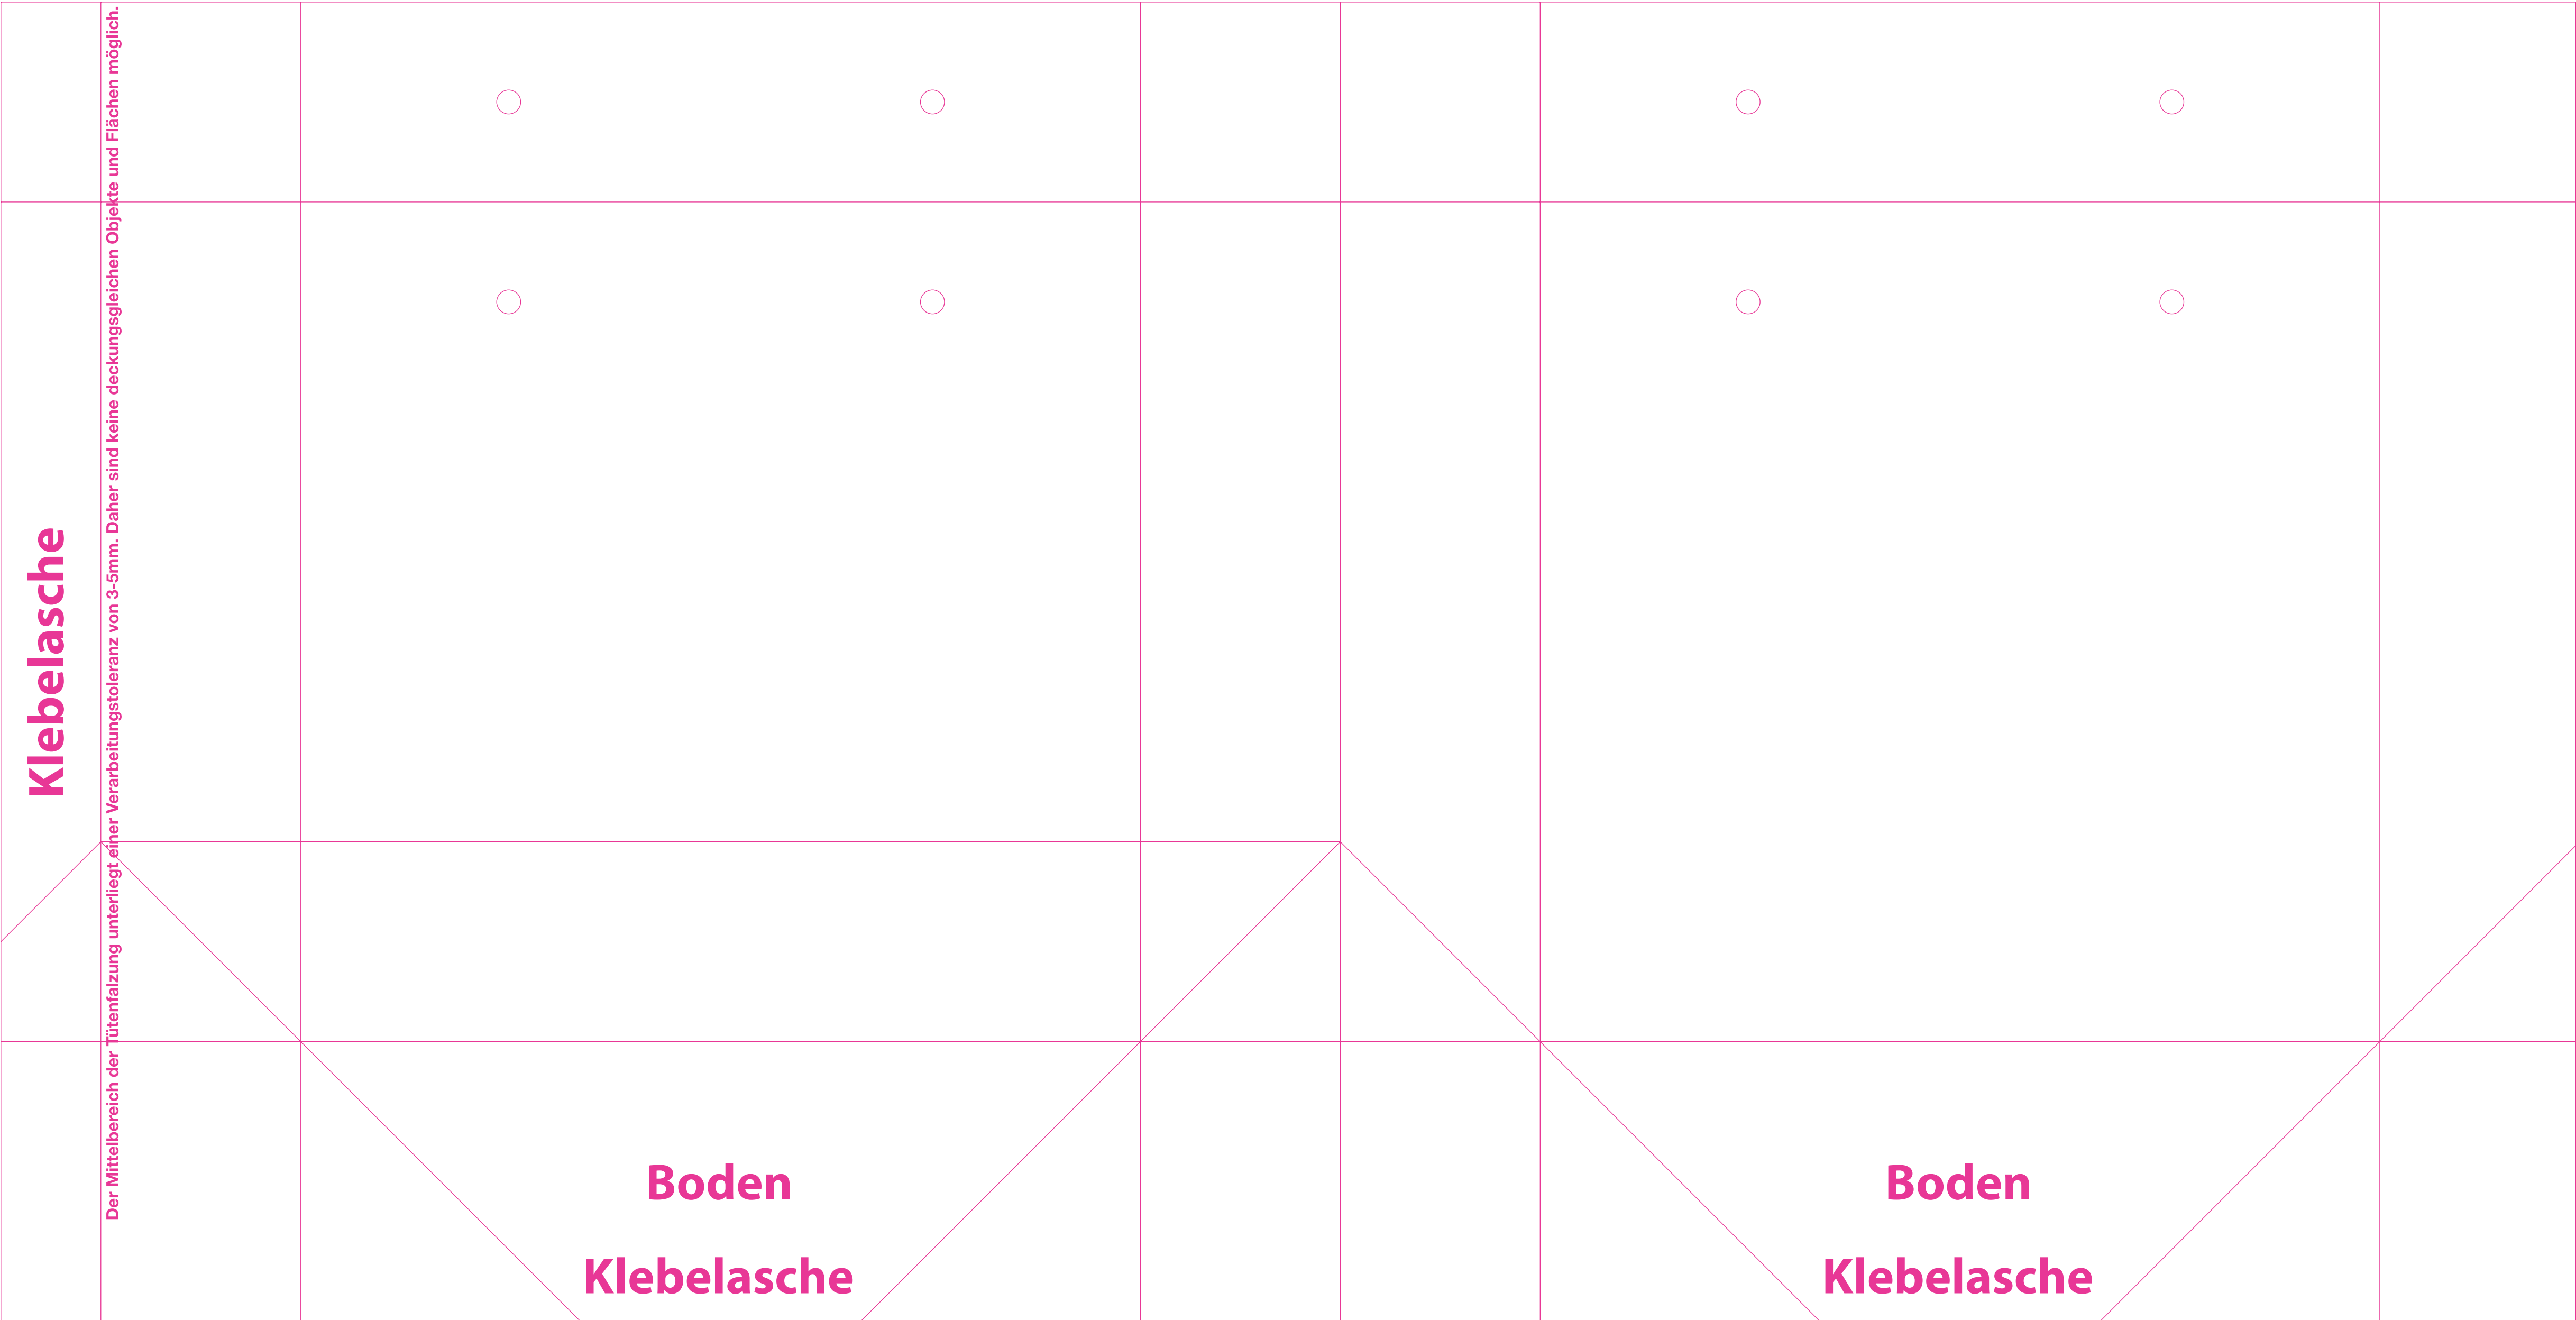 Klebelasche
Der Mittelbereich der Tütenfalzung unterliegt einer Verarbeitungstoleranz von 3-5mm. Daher sind keine deckungsgleichen Objekte und Flächen möglich.
Boden
Klebelasche
Boden
Klebelasche